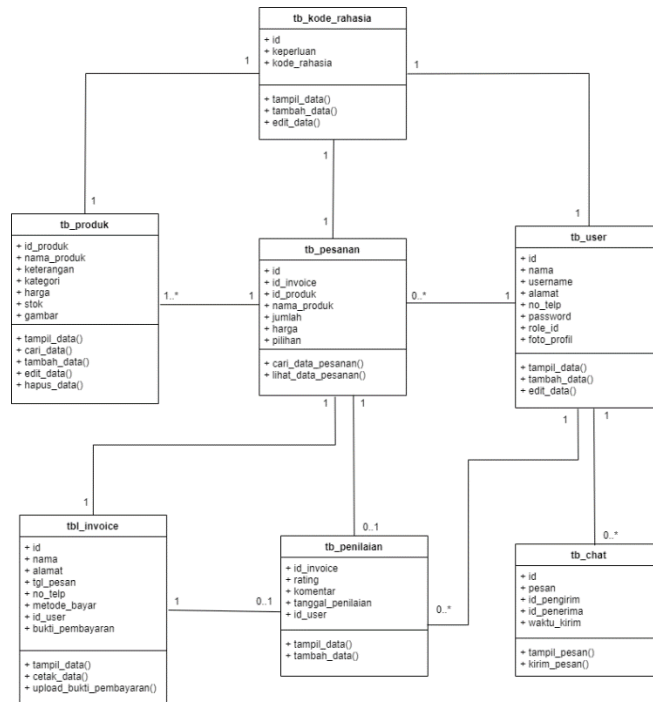 tb_kode_rahasia
+ id
+ keperluan
+ kode_rahasia
+ tampil_data()
+ tambah_data()
+ edit_data()
1
1
1
1
1
1
tb_produk
+ id_produk
+ nama_produk
+ keterangan
+ kategori
+ harga
+ stok
+ gambar
+ tampil_data()
+ cari_data()
+ tambah_data()
+ edit_data()
+ hapus_data()
1..*
1
tb_pesanan
+ id
+ id_invoice
+ id_produk
+ nama_produk
+ jumlah
+ harga
+ pilihan
+ cari_data_pesanan()
+ lihat_data_pesanan()
0..*
1
tb_user
+ id
+ nama
+ username
+ alamat
+ no_telp
+ password
+ role_id
+ foto_profil
+ tampil_data()
+ tambah_data()
+ edit_data()
1
1
1
1
1
0..1
0..*
tbl_invoice
+ id
+ nama
+ alamat
+ tgl_pesan
+ no_telp
+ metode_bayar
+ id_user
+ bukti_pembayaran
+ tampil_data()
+ cetak_data()
+ upload_bukti_pembayaran()
1
0..1
tb_penilaian
+ id_invoice
+ rating
+ komentar
+ tanggal_penilaian
+ id_user
+ tampil_data()
+ tambah_data()
0..*
tb_chat
+ id
+ pesan
+ id_pengirim
+ id_penerima
+ waktu_kirim
+ tampil_pesan()
+ kirim_pesan()